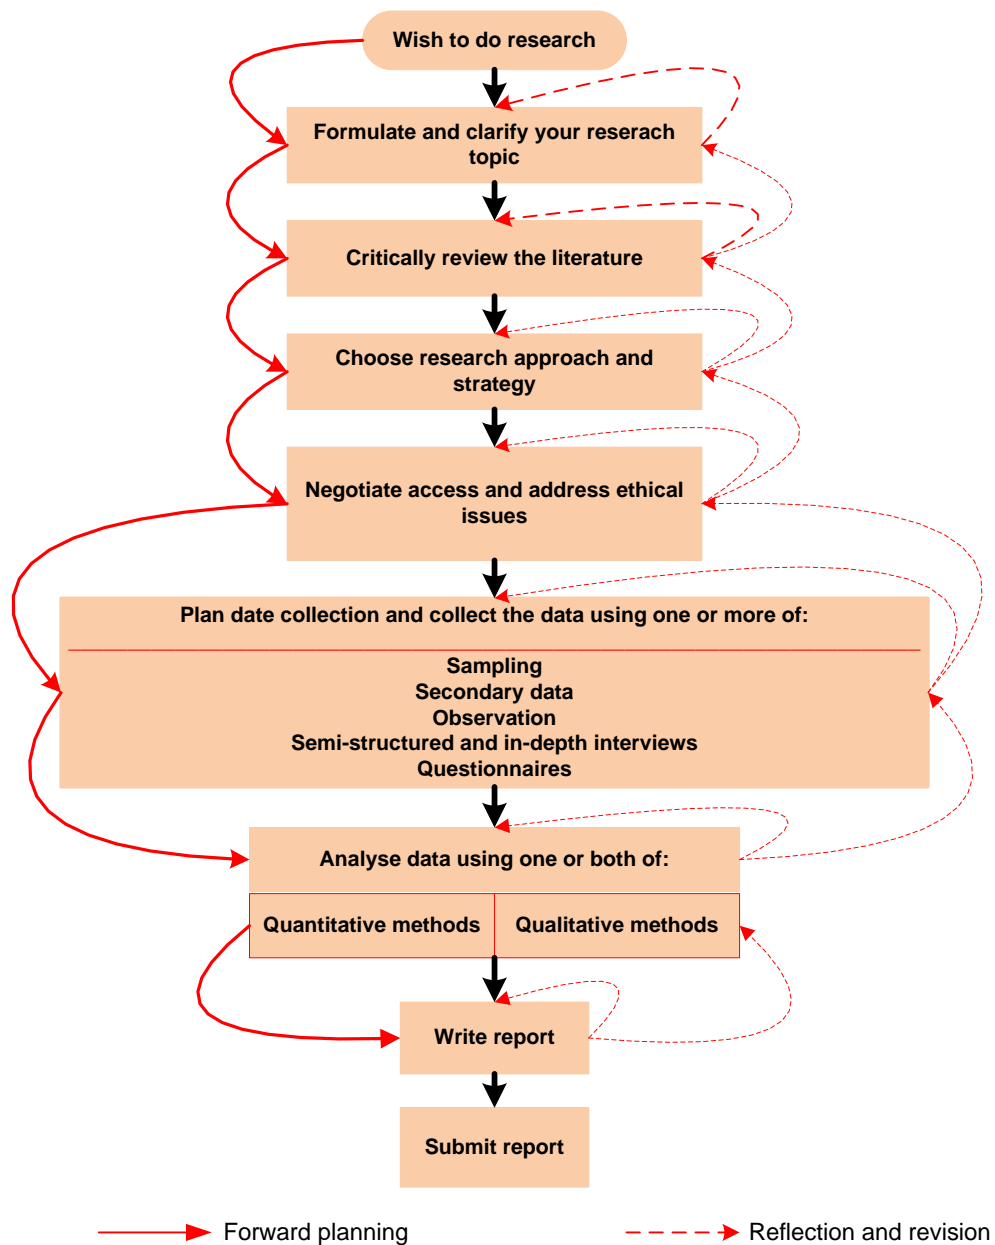 Wish to do research
Formulate and clarify your reserach
topic
Critically review the literature
Choose research approach and
strategy
Negotiate access and address ethical
issues
Plan date collection and collect the data using one or more of:
Sampling
Secondary data
Observation
Semi-structured and in-depth interviews
Questionnaires
Analyse data using one or both of:
Quantitative methods
Qualitative methods
Write report
Submit report
Forward planning
Reflection and revision